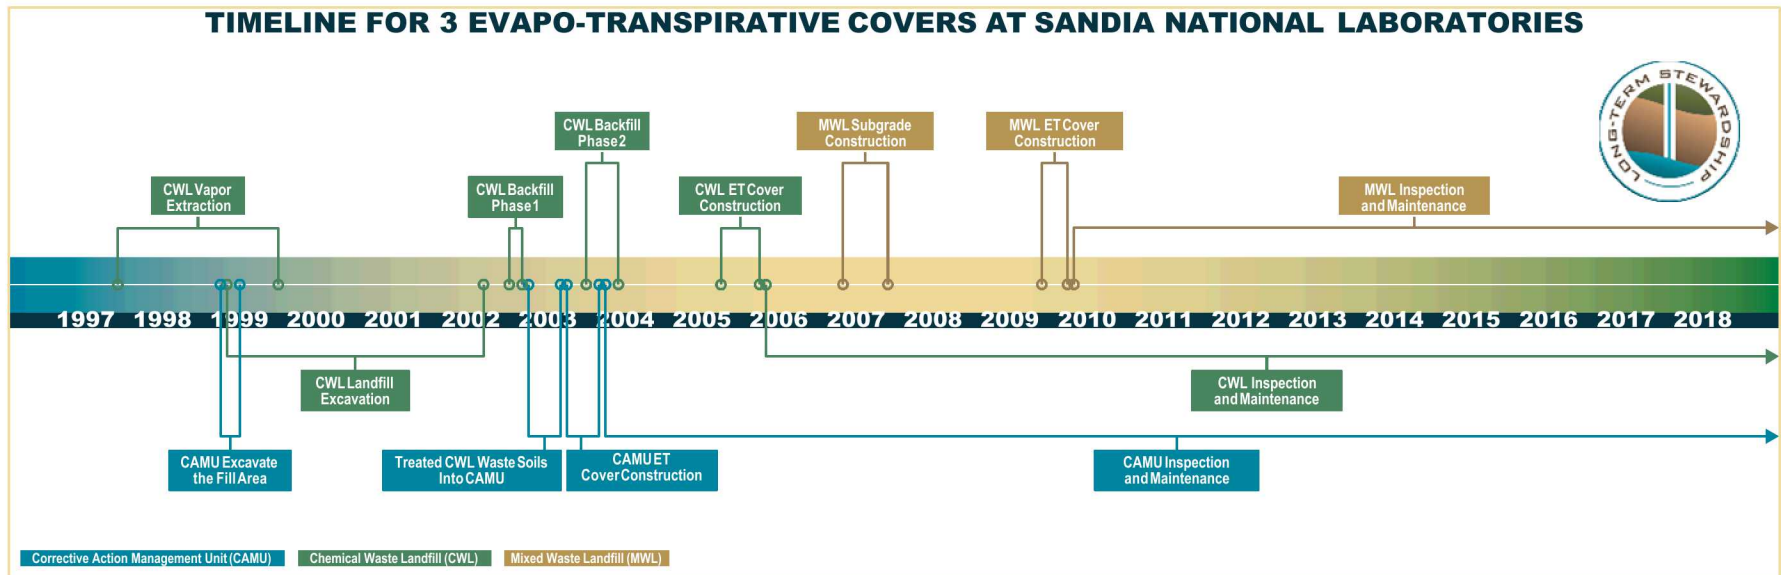 TIMELINE FOR 3 EVAPO-TRANSPIRATIVE COVERS AT SANDIA NATIONAL LABORATORIES
LONG-TERM STEWARDSHIP
CWL Backfill
Phase 2
MWL Subgrade
Construction
MWL ET Cover
Construction
CWL Vapor
Extraction
CWL Backfill
Phase 1
CWL ET Cover
Construction
MWL Inspection
and Maintenance
1997 1998 1999 2000 2001 2002 2003 2004 2005 2006 2007 2008 2009 2010 2011 2012 2013 2014 2015 2016 2017 2018
CWL Landfill
Excavation
CWL Inspection
and Maintenance
CAMU Excavate
the Fill Area
Treated CWL Waste Soils
Into CAMU
CAMU ET
Cover Construction
CAMU Inspection
and Maintenance
Corrective Action Management Unit (CAMU)
Chemical Waste Landfill (CWL)
Mixed Waste Landfill (MWL)